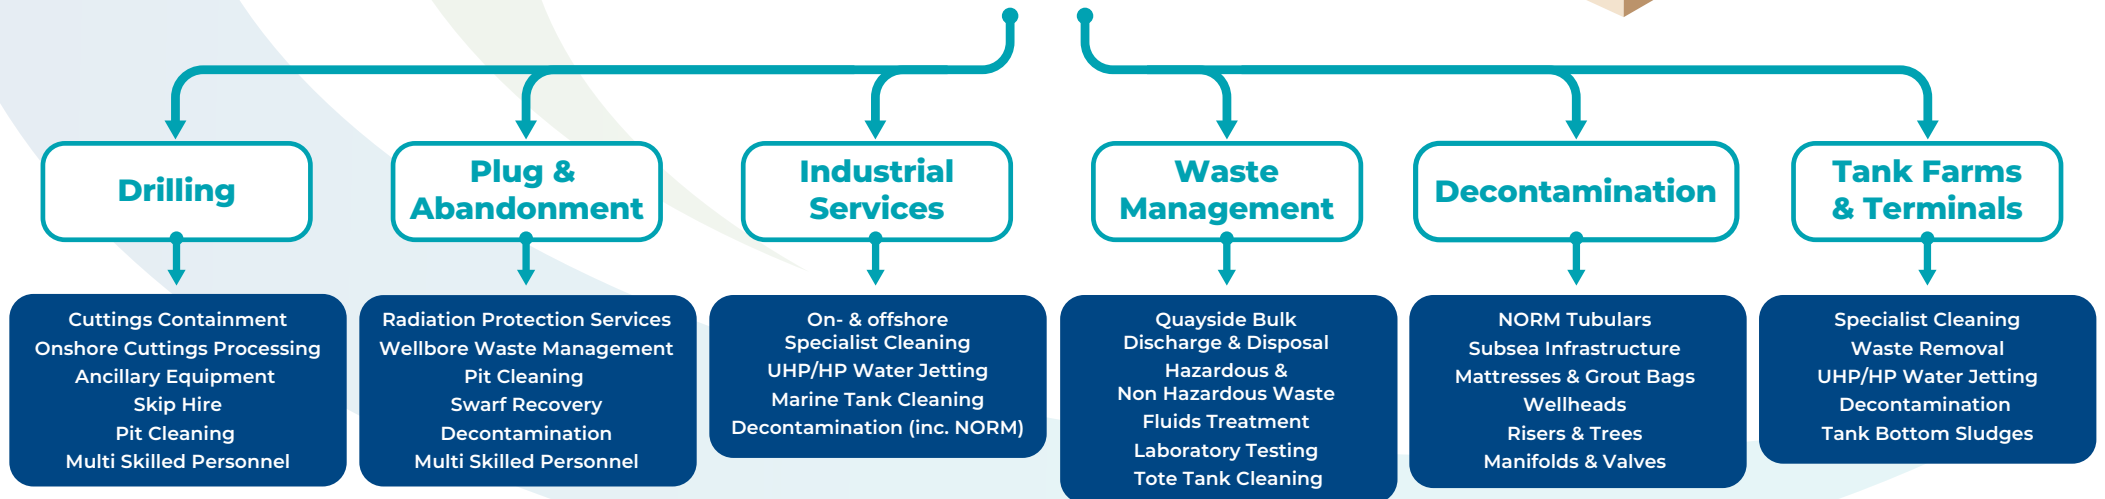 Drilling
Plug &
Abandonment
Industrial
Services
Waste
Management
Decontamination
Tank Farms
& Terminals
Cuttings Containment
Onshore Cuttings Processing
Ancillary Equipment
Skip Hire
Pit Cleaning
Multi Skilled Personnel
Radiation Protection Services
Wellbore Waste Management
Pit Cleaning
Swarf Recovery
Decontamination
Multi Skilled Personnel
On- & offshore
Specialist Cleaning
UHP/HP Water Jetting
Marine Tank Cleaning
Decontamination (inc. NORM)
Quayside Bulk
Discharge & Disposal
Hazardous &
Non Hazardous Waste
Fluids Treatment
Laboratory Testing
Tote Tank Cleaning
NORM Tubulars
Subsea Infrastructure
Mattresses & Grout Bags
Wellheads
Risers & Trees
Manifolds & Valves
Specialist Cleaning
Waste Removal
UHP/HP Water Jetting
Decontamination
Tank Bottom Sludges